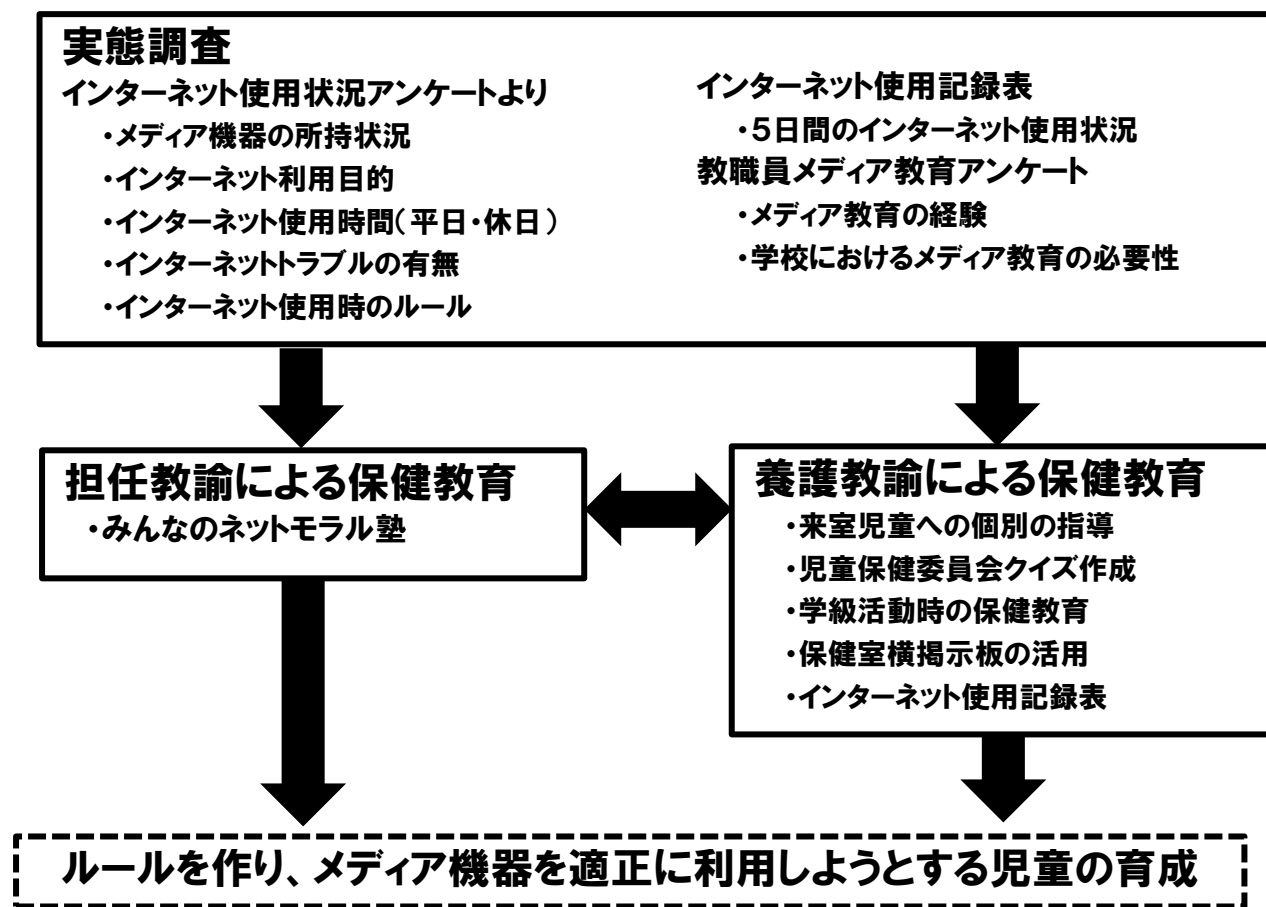 実態調査
インターネット使用状況アンケートより
・メディア機器の所持状況
・インターネット利用目的
・インターネット使用時間(平日・休日)
・インターネットトラブルの有無
・インターネット使用時のルール
インターネット使用記録表
・5日間のインターネット使用状況
教職員メディア教育アンケート
・メディア教育の経験
・学校におけるメディア教育の必要性
担任教諭による保健教育
・みんなのネットモラル塾
養護教諭による保健教育
・来室児童への個別の指導
・児童保健委員会クイズ作成
・学級活動時の保健教育
・保健室横掲示板の活用
・インターネット使用記録表
ルールを作り、メディア機器を適正に利用しようとする児童の育成